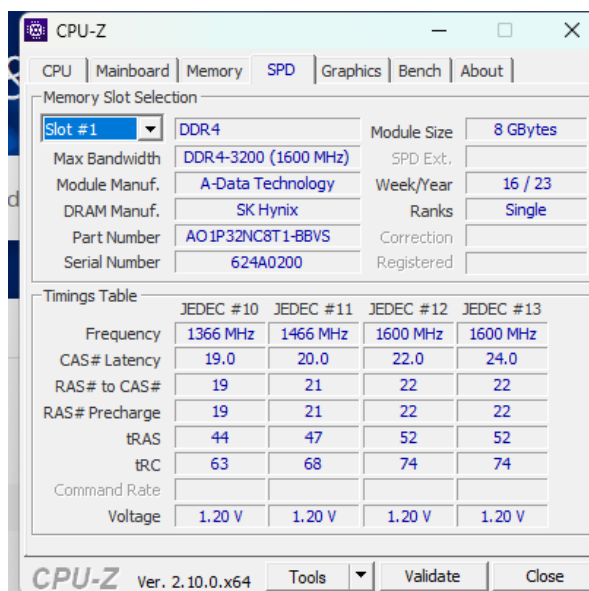 CPU-Z
CPU Mainboard Memory SPD Graphics Bench About
Memory Slot Selection
Slot #1 DDR4 Module Size 8 GBytes
Max Bandwidth DDR4-3200 (1600 MHz) SPD Ext.
Module Manuf. A-Data Technology Week/Year 16 / 23
DRAM Manuf. SK Hynix Ranks Single
Part Number AO1P32NC8T1-BBVS Correction
Serial Number 624A0200 Registered
Timings Table
JEDEC #10 JEDEC #11 JEDEC #12 JEDEC #13
Frequency 1366 MHz 1466 MHz 1600 MHz 1600 MHz
CAS# Latency 19.0 20.0 22.0 24.0
RAS# to CAS# 19 21 22 22
RAS# Precharge 19 21 22 22
tRAS 44 47 52 52
tRC 63 68 74 74
Command Rate
Voltage 1.20 V 1.20 V 1.20 V 1.20 V
CPU-Z Ver. 2.10.0.x64 Tools Validate Close